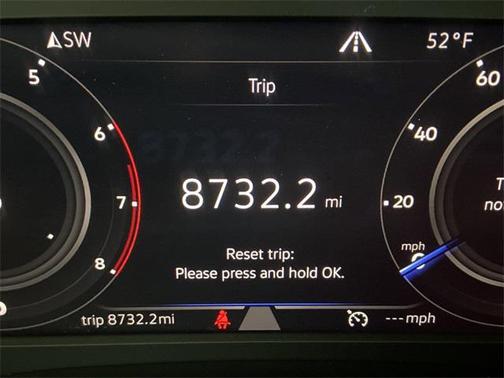 SW
52°F
Trip
5
6
7
8
8732.2 mi
60
40
20
mph
Reset trip:
Please press and hold OK.
trip 8732.2mi
---mph